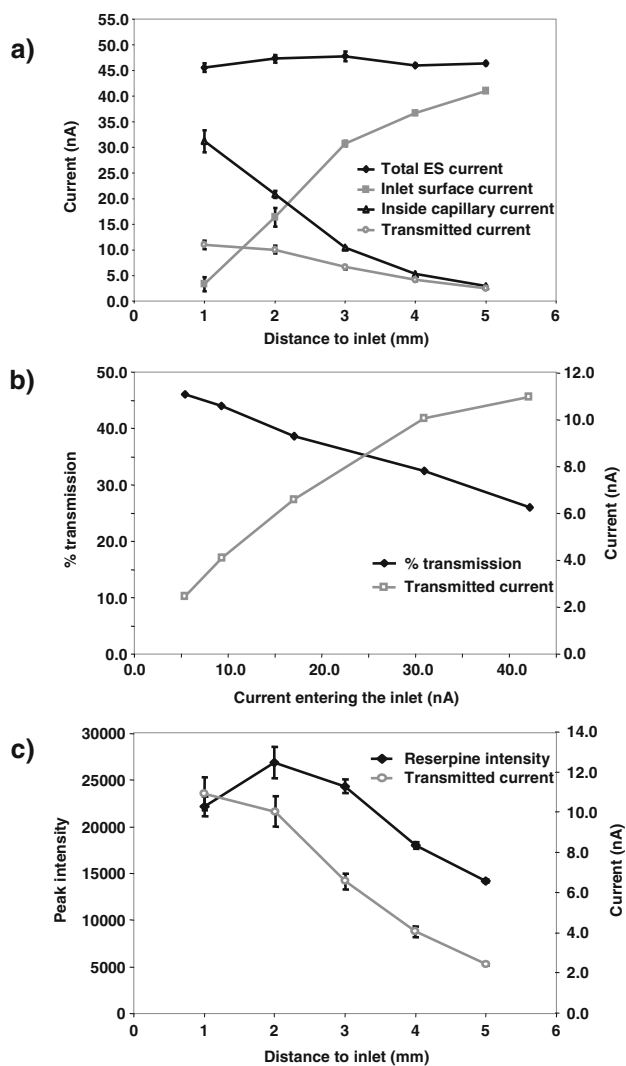 a)
55.0
50.0
45.0
40.0
35.0
30.0
25.0
20.0
15.0
10.0
5.0
0.0
Current (nA)
Total ES current
Inlet surface current
Inside capillary current
Transmitted current
0 1 2 3 4 5 6
Distance to inlet (mm)
b)
50.0
40.0
30.0
20.0
10.0
0.0
% transmission
12.0
10.0
8.0
6.0
4.0
2.0
0.0
Current (nA)
% transmission
Transmitted current
0.0 10.0 20.0 30.0 40.0
Current entering the inlet (nA)
c)
30000
25000
20000
15000
10000
5000
0
Peak intensity
14.0
12.0
10.0
8.0
6.0
4.0
2.0
0.0
Current (nA)
Reserpine intensity
Transmitted current
0 1 2 3 4 5 6
Distance to inlet (mm)